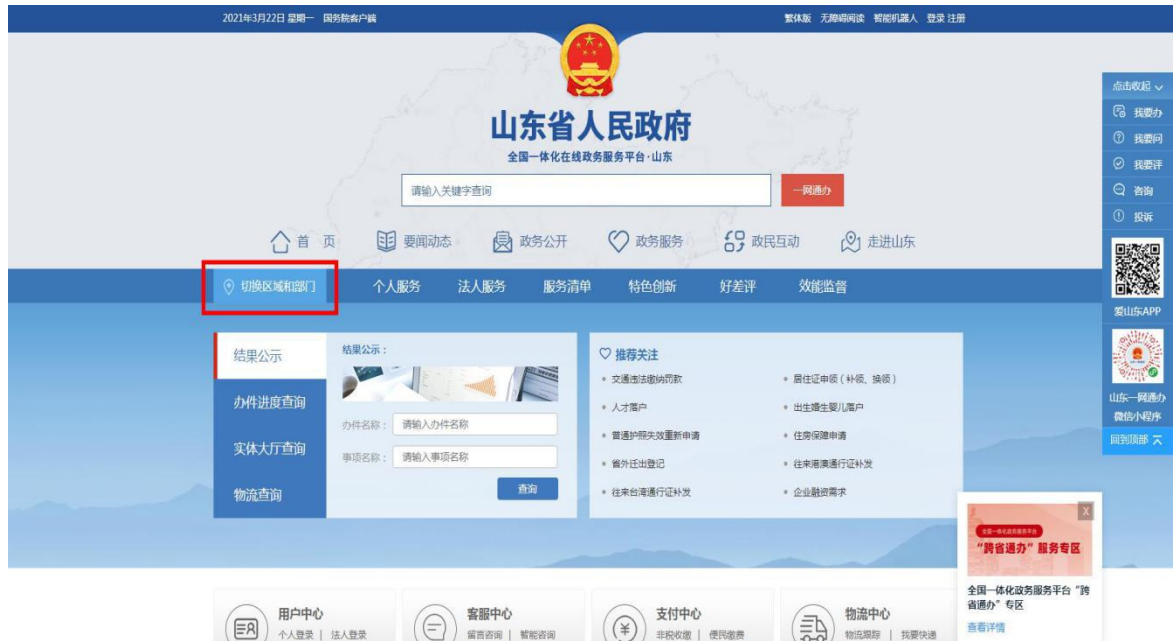 2021年3月22日 星期一 国务院客户端
繁体版 无障碍阅读 智能机器人 登录 注册
山东省人民政府
全国一体化在线政务服务平台·山东
请输入关键字查询
一网通办
首 页 要闻动态 政务公开 政务服务 政民互动 走进山东
切换区域和部门 个人服务 法人服务 服务清单 特色创新 好差评 效能监督
结果公示
办件进度查询
实体大厅查询
物流查询
结果公示：
办件名称： 请输入办件名称
事项名称： 请输入事项名称
查询
推荐关注
交通违法缴纳罚款
居住证申领（补领、换领）
人才落户
出生婚生婴儿落户
普通护照失效重新申请
住房保障申请
省外迁出登记
往来港澳通行证补发
往来台湾通行证补发
企业融资需求
点击收起
我要办
我要问
我要评
咨询
投诉
爱山东APP
山东一网通办
微信小程序
回到顶部
X
全国一体化政务服务平台
“跨省通办”服务专区
全国一体化政务服务平台“跨
省通办”专区
查看详情
用户中心
个人登录 | 法人登录
客服中心
留言咨询 | 智能咨询
支付中心
非税收缴 | 便民缴费
物流中心
物流跟踪 | 我要快递